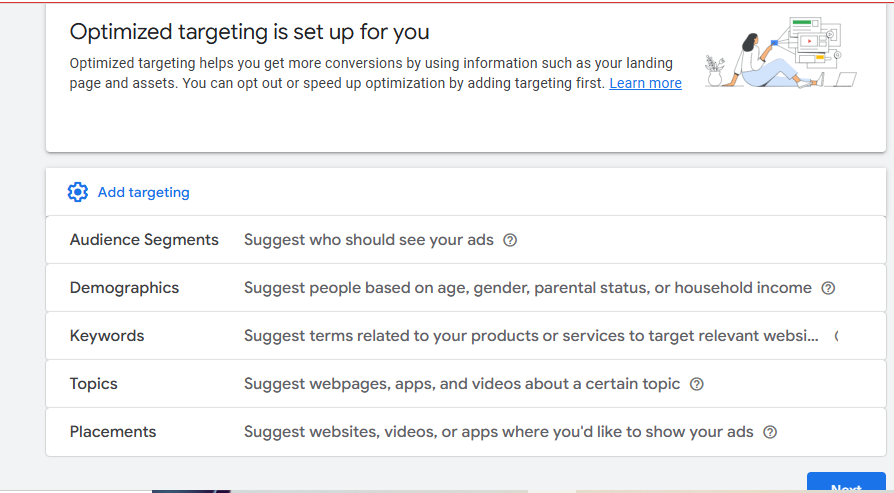 Optimized targeting is set up for you
Optimized targeting helps you get more conversions by using information such as your landing
page and assets. You can opt out or speed up optimization by adding targeting first. Learn more
Add targeting
Audience Segments Suggest who should see your ads
Demographics Suggest people based on age, gender, parental status, or household income
Keywords Suggest terms related to your products or services to target relevant websi...
Topics Suggest webpages, apps, and videos about a certain topic
Placements Suggest websites, videos, or apps where you'd like to show your ads
Next